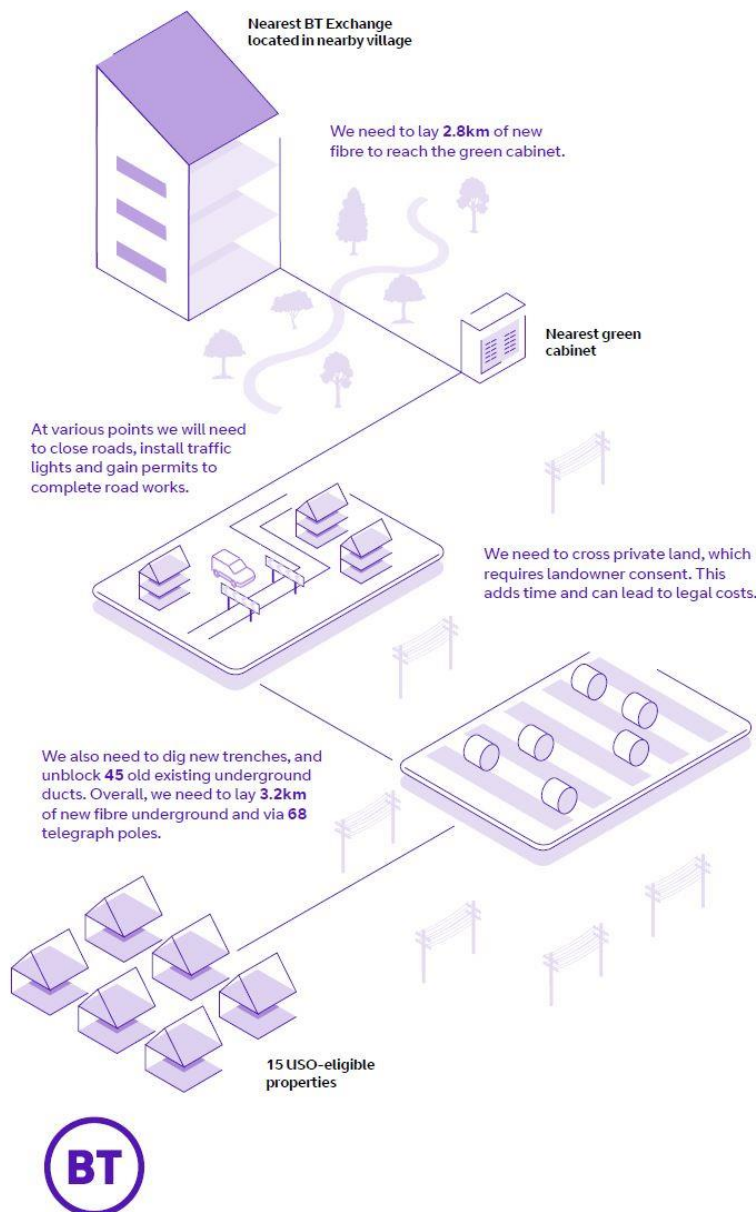 Nearest BT Exchange
located in nearby village
We need to lay 2.8km of new
fibre to reach the green cabinet.
Nearest green
cabinet
At various points we will need
to close roads, install traffic
lights and gain permits to
complete road works.
We need to cross private land, which
requires landowner consent. This
adds time and can lead to legal costs.
We also need to dig new trenches, and
unblock 45 old existing underground
ducts. Overall, we need to lay 3.2km
of new fibre underground and via 68
telegraph poles.
15 USO-eligible
properties
BT